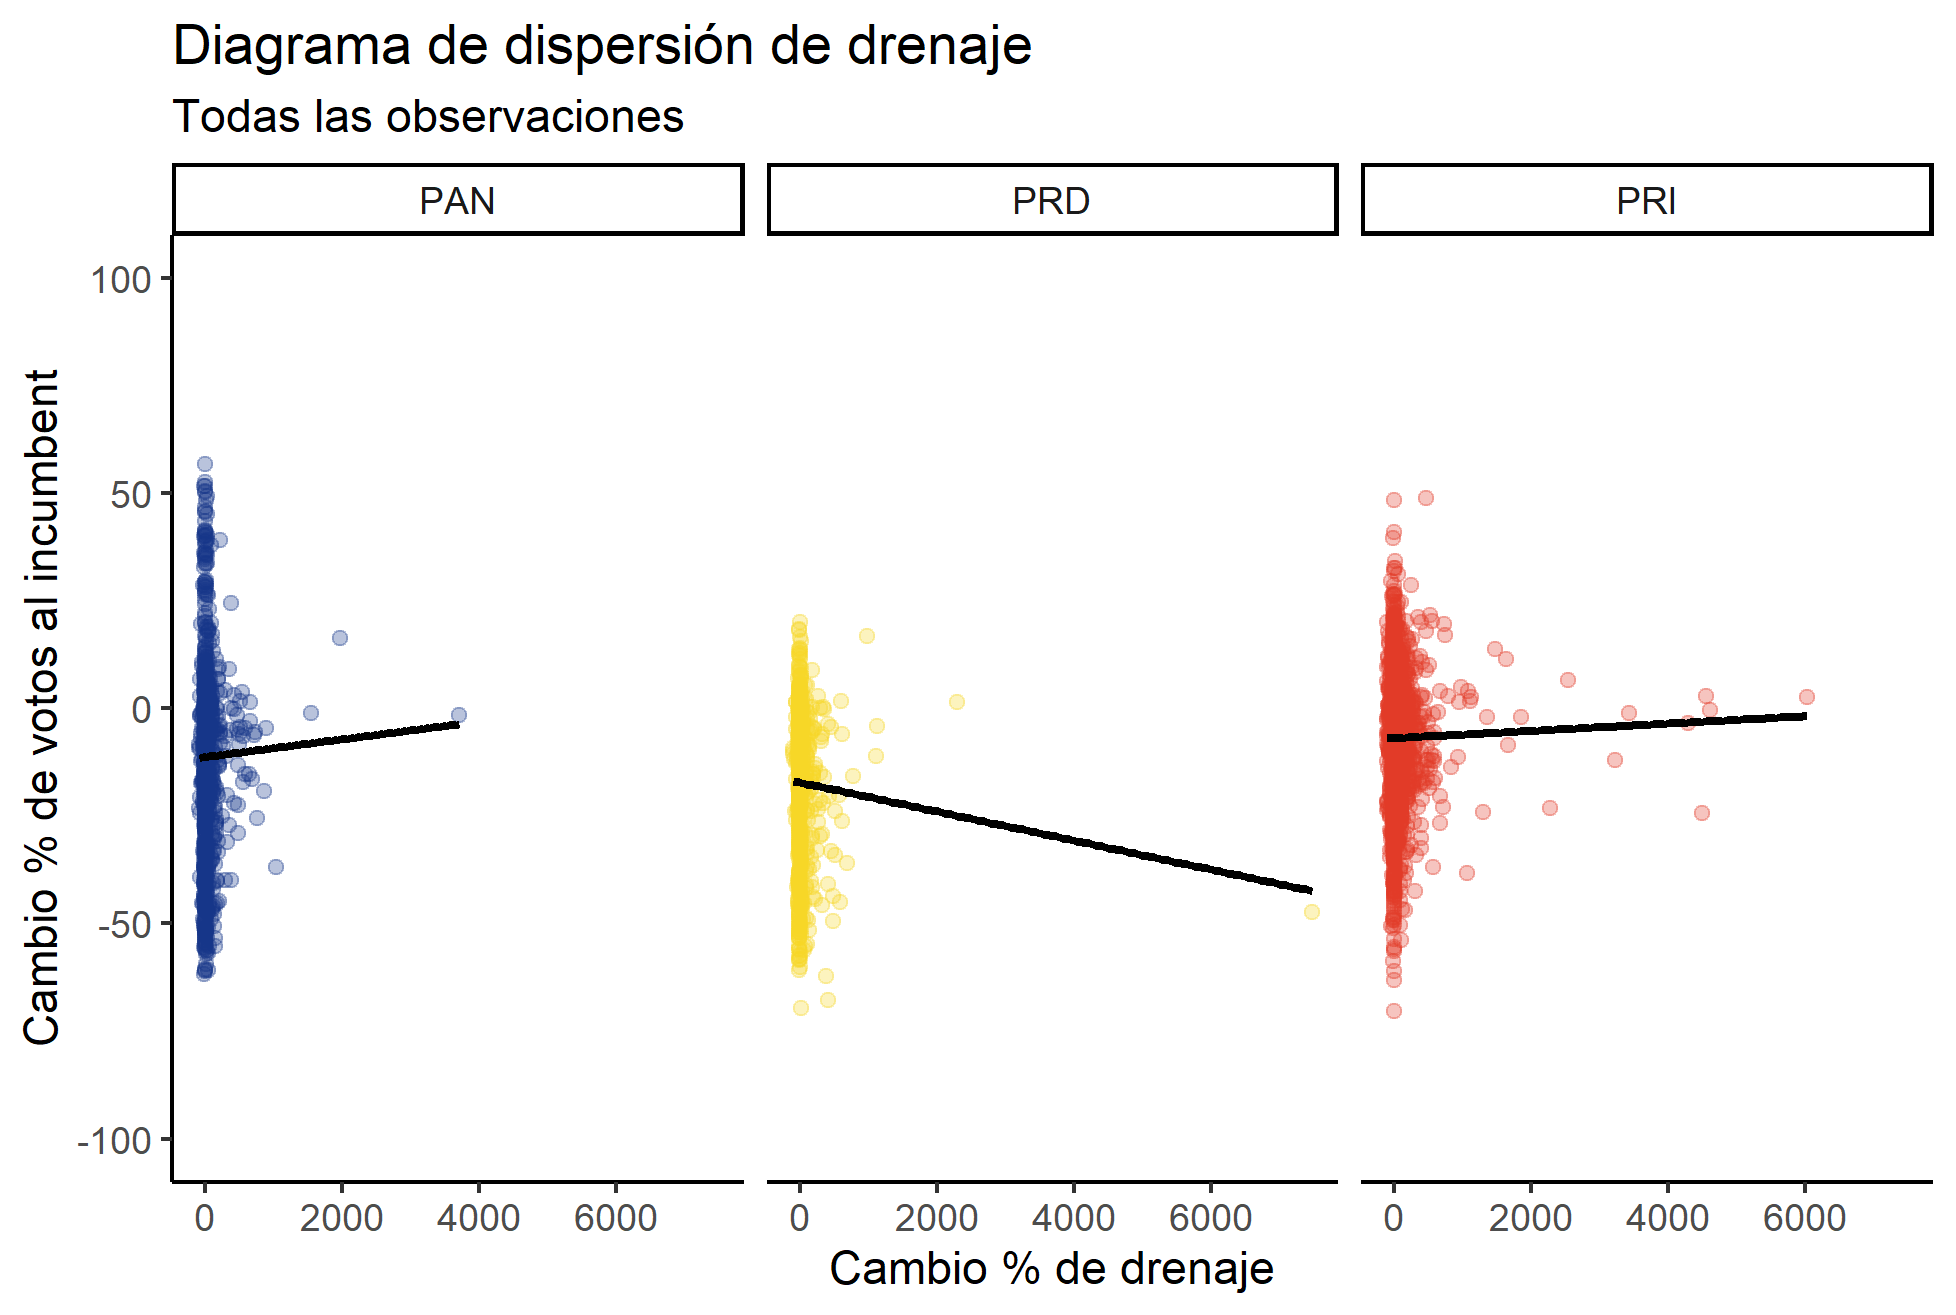 Diagrama de dispersión de drenaje
Todas las observaciones
PAN
PRD
PRI
Cambio % de votos al incumbent
100
50
0
-50
-100
0 2000 4000 6000
0 2000 4000 6000
0 2000 4000 6000
Cambio % de drenaje